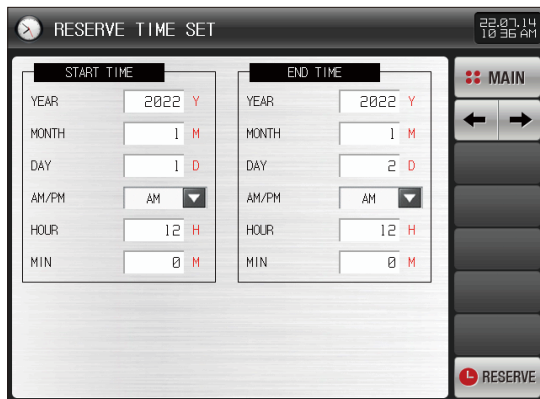 RESERVE TIME SET
22.07.14
10 36 AM
START TIME
YEAR 2022 Y
MONTH 1 M
DAY 1 D
AM/PM AM
HOUR 12 H
MIN 0 M
END TIME
YEAR 2022 Y
MONTH 1 M
DAY 2 D
AM/PM AM
HOUR 12 H
MIN 0 M
MAIN
RESERVE